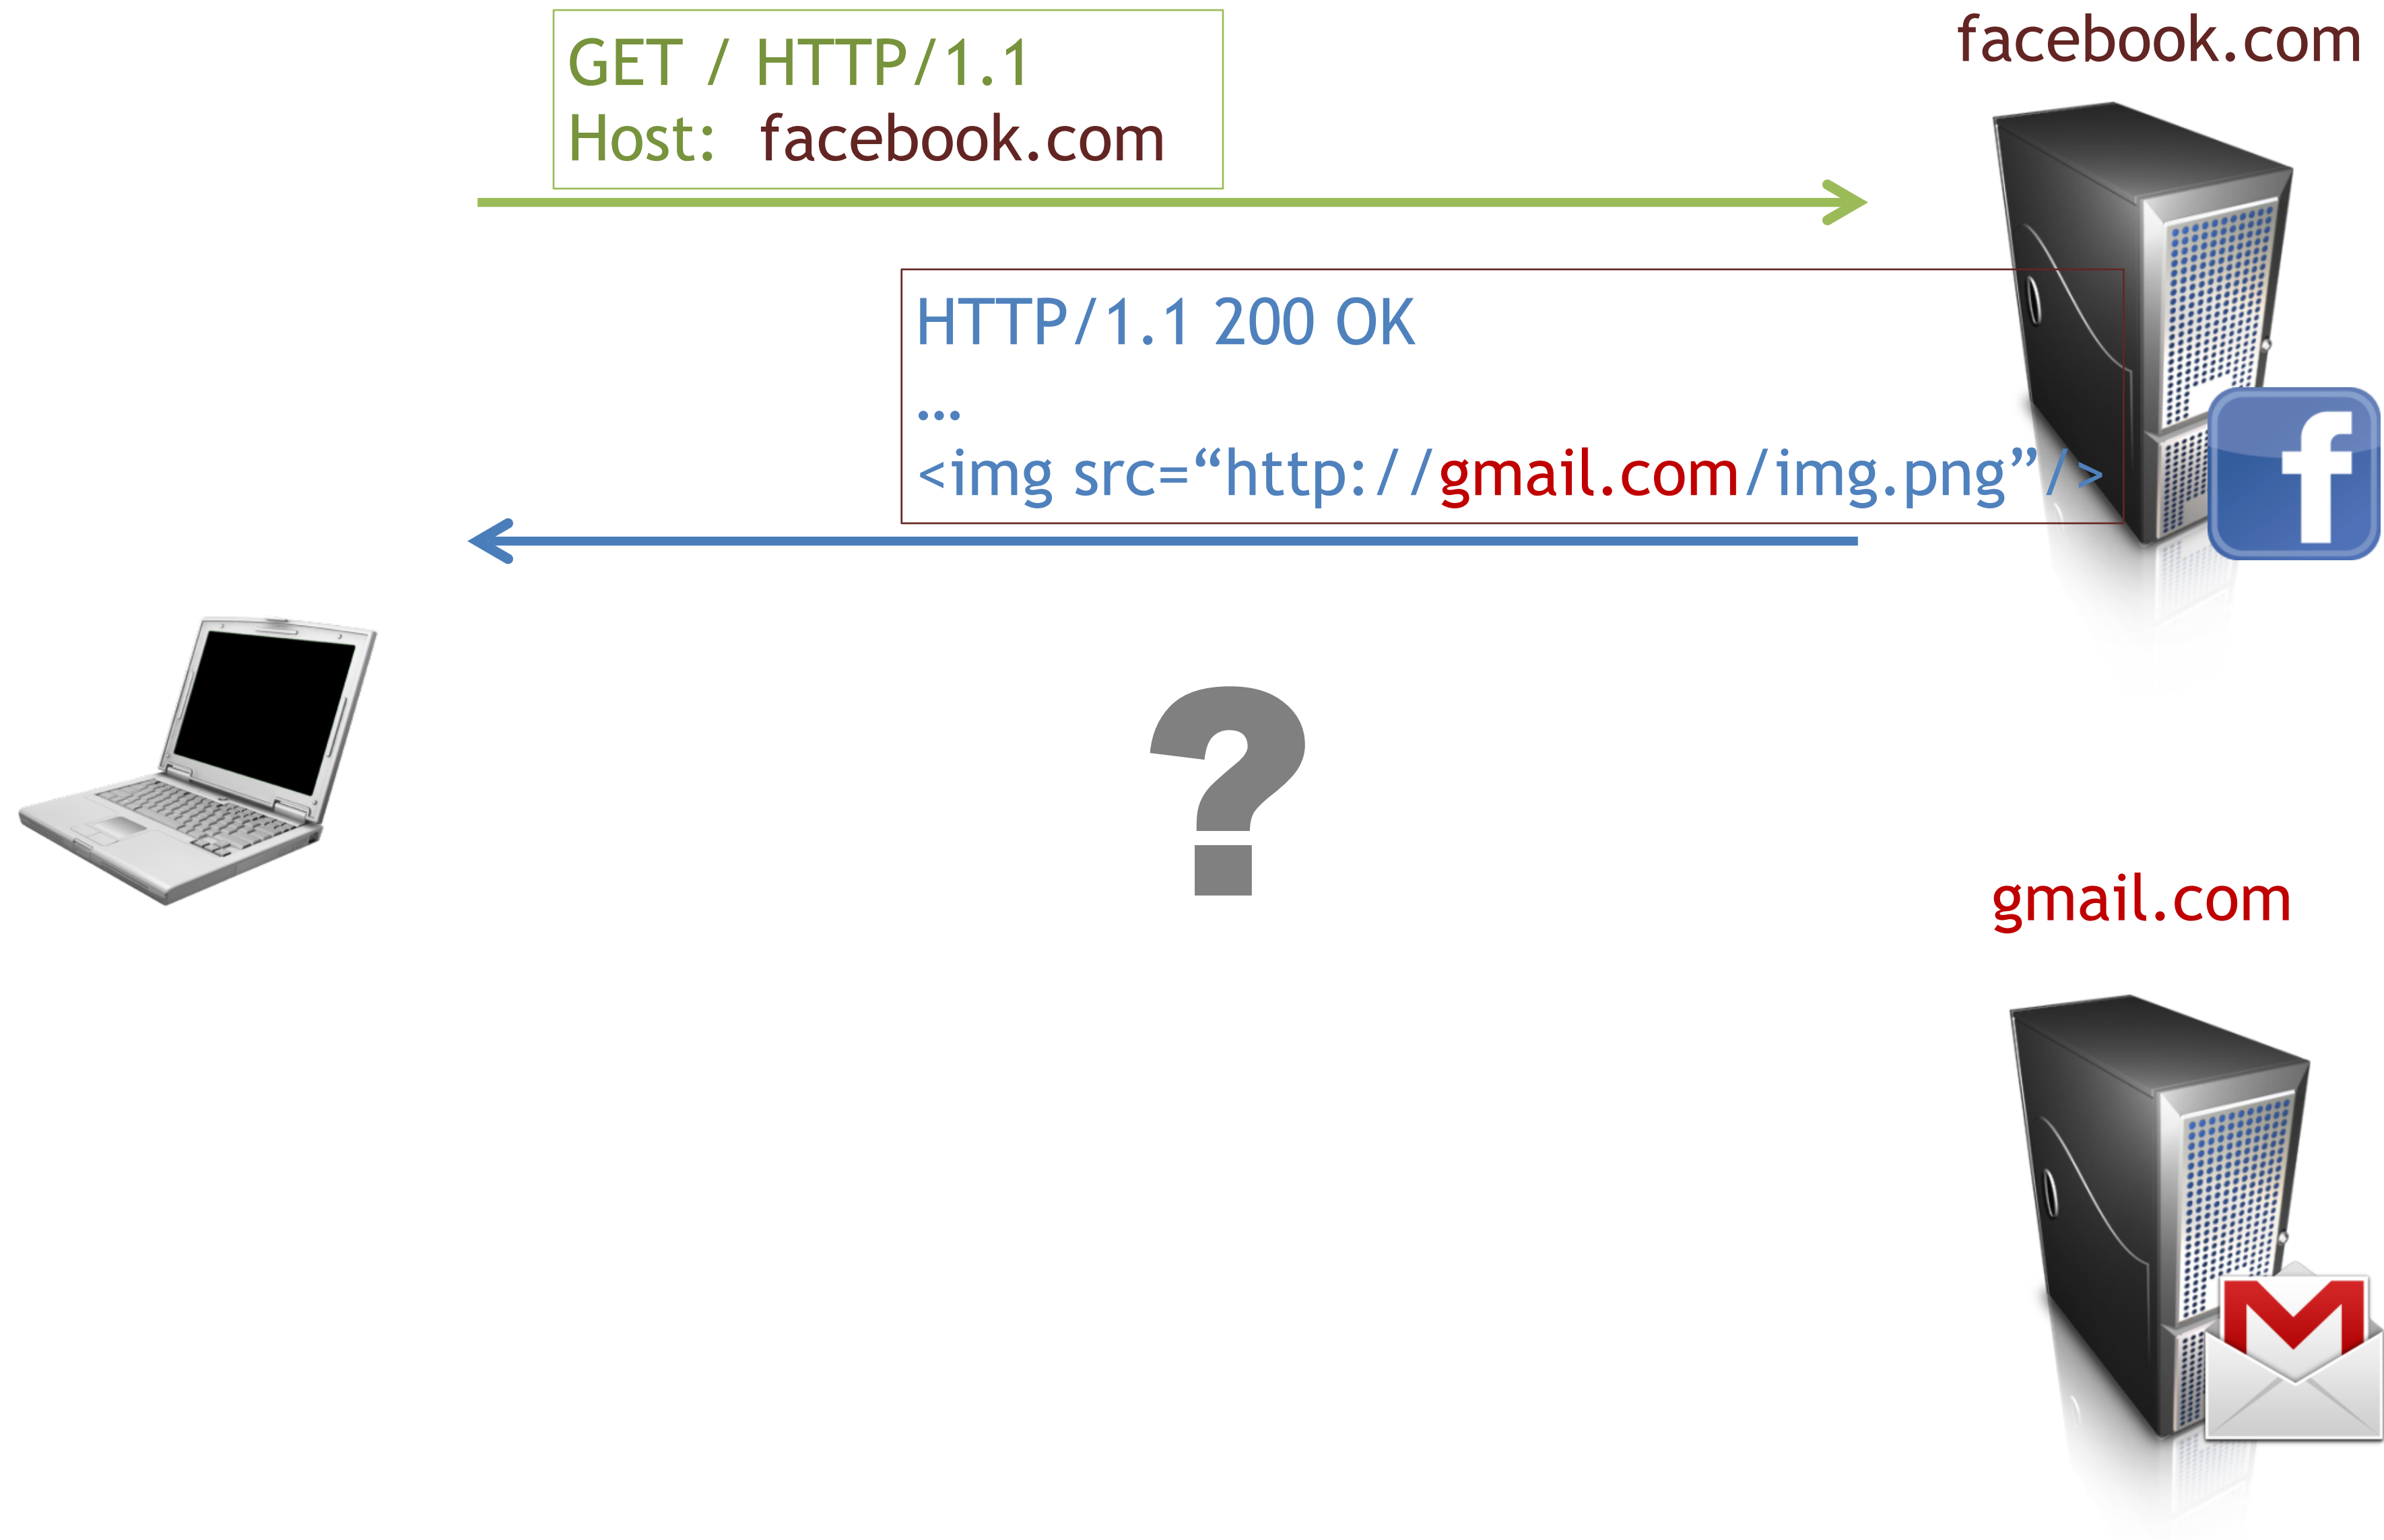 facebook.com
GET / HTTP/1.1
Host: facebook.com
HTTP/1.1 200 OK
…
<img src=“http://gmail.com/img.png”/>
?
gmail.com